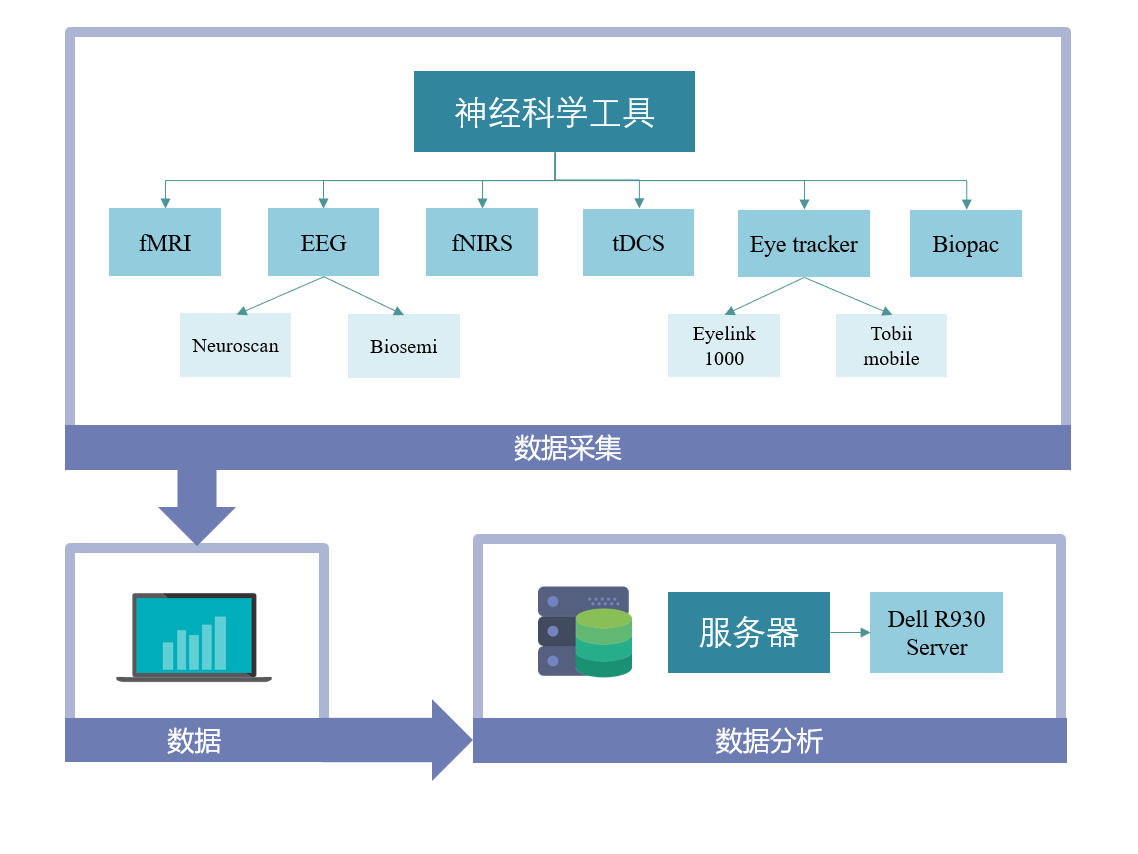 神经科学工具
fMRI
EEG
fNIRS
tDCS
Eye tracker
Biopac
Neuroscan
Biosemi
Eyelink
1000
Tobii
mobile
数据采集
服务器
Dell R930
Server
数据
数据分析